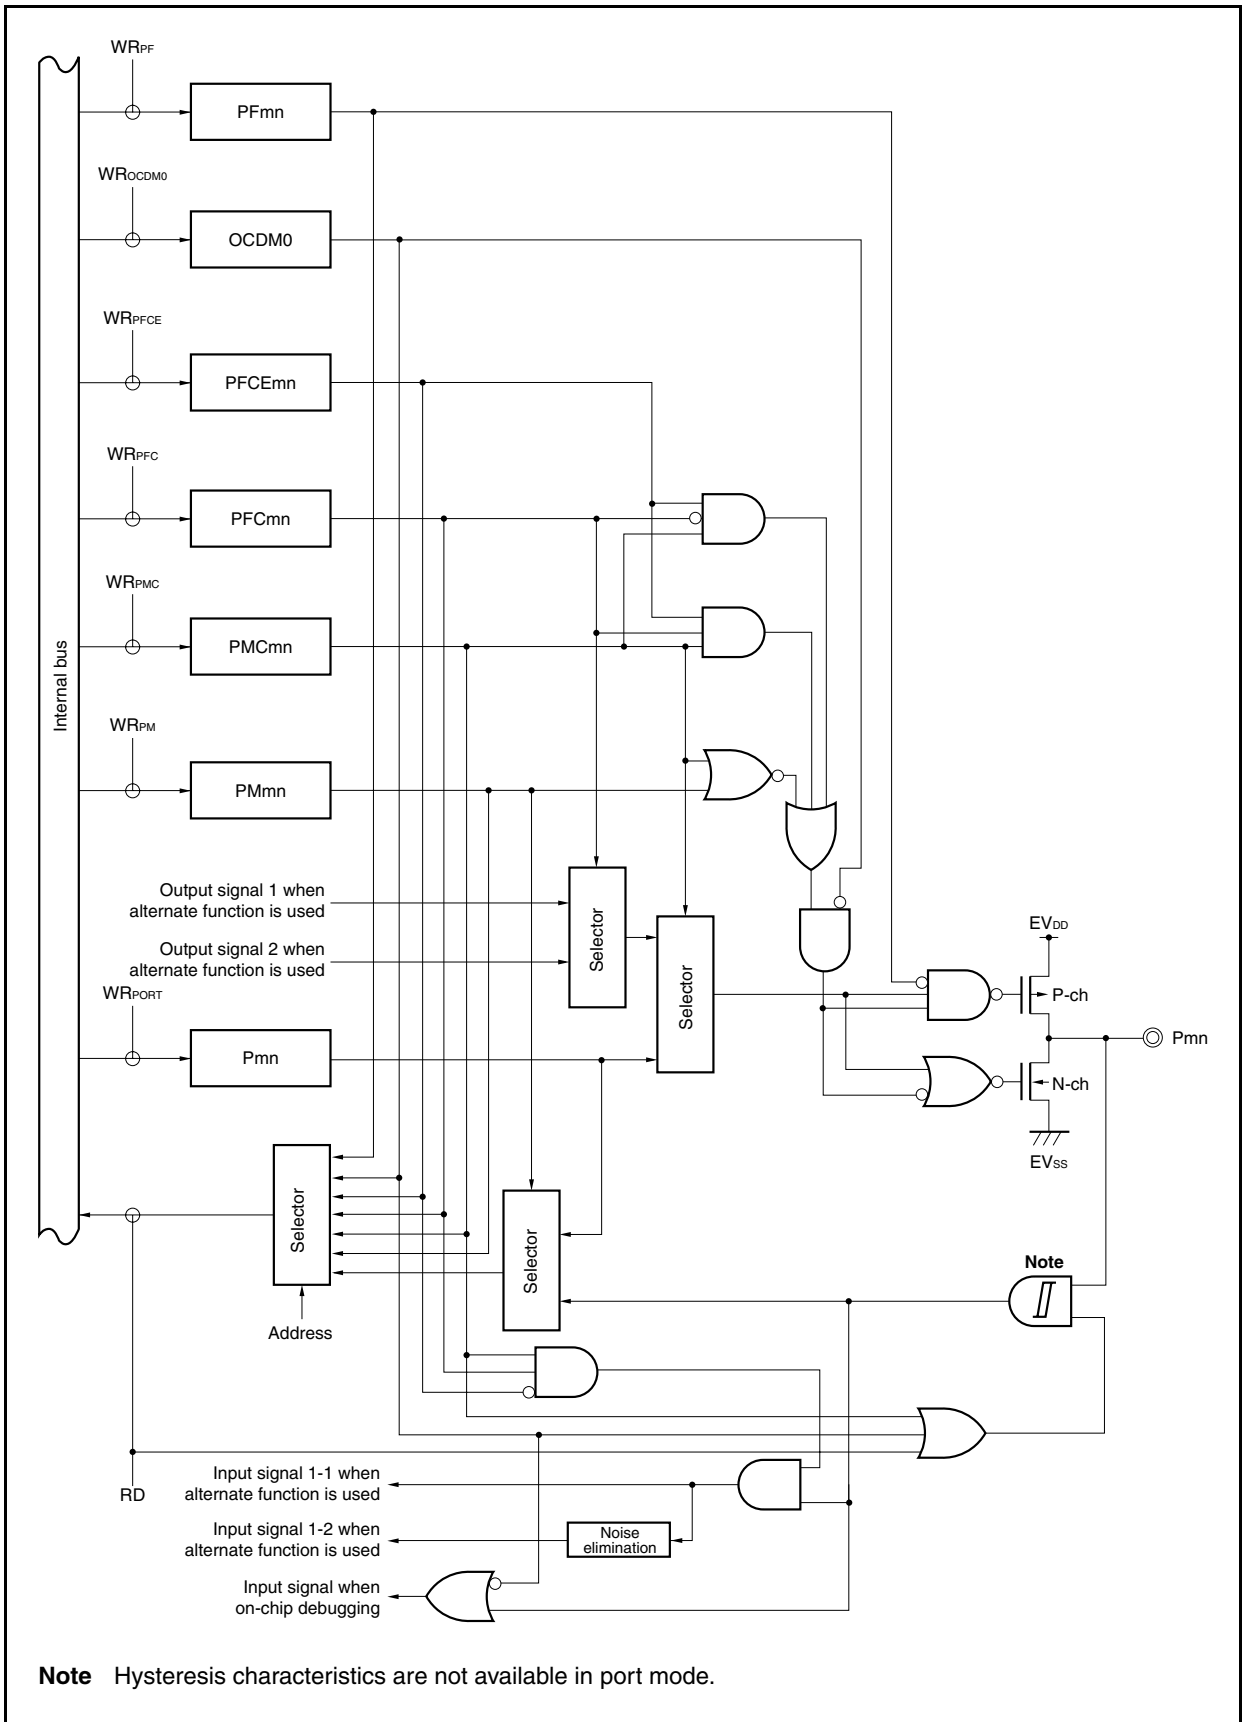 WRPF
PFmn
WROCDM0
OCDM0
WRPFCE
PFCEmn
WRPFC
PFCmn
WRPMC
PMCmn
Internal bus
WRPM
PMmn
Output signal 1 when
alternate function is used
Output signal 2 when
alternate function is used
Selector
Selector
EVDD
P-ch
WRPORT
Pmn
Pmn
N-ch
EVSS
Selector
Selector
Address
Note
RD
Input signal 1-1 when
alternate function is used
Input signal 1-2 when
alternate function is used
Noise
elimination
Input signal when
on-chip debugging
Note Hysteresis characteristics are not available in port mode.